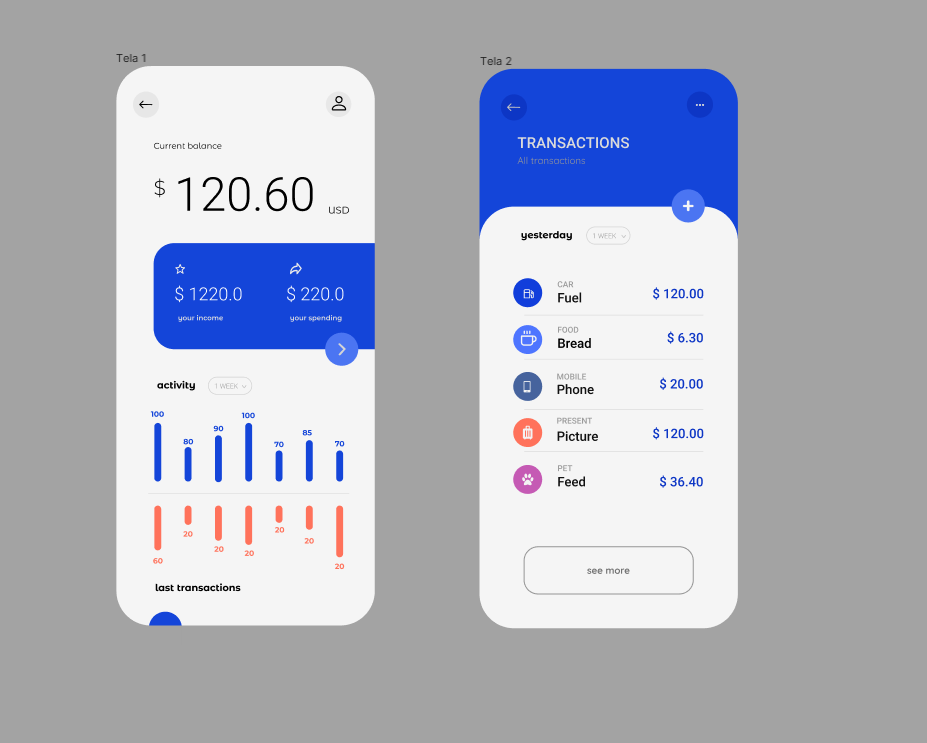 Tela 1
Current balance
$ 120.60 USD
$ 1220.0 $ 220.0
your income your spending
activity 1 WEEK
100 80 90 100 70 85 70
60 20 20 20 20 20 20
last transactions
Tela 2
TRANSACTIONS
All transactions
yesterday 1 WEEK
CAR
Fuel $ 120.00
FOOD
Bread $ 6.30
MOBILE
Phone $ 20.00
PRESENT
Picture $ 120.00
PET
Feed $ 36.40
see more